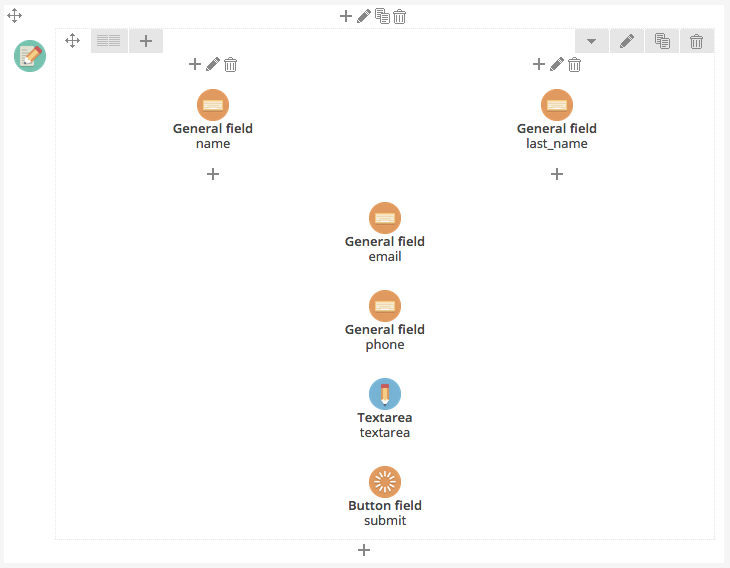 General field
name
General field
last_name
General field
email
General field
phone
Textarea
textarea
Button field
submit